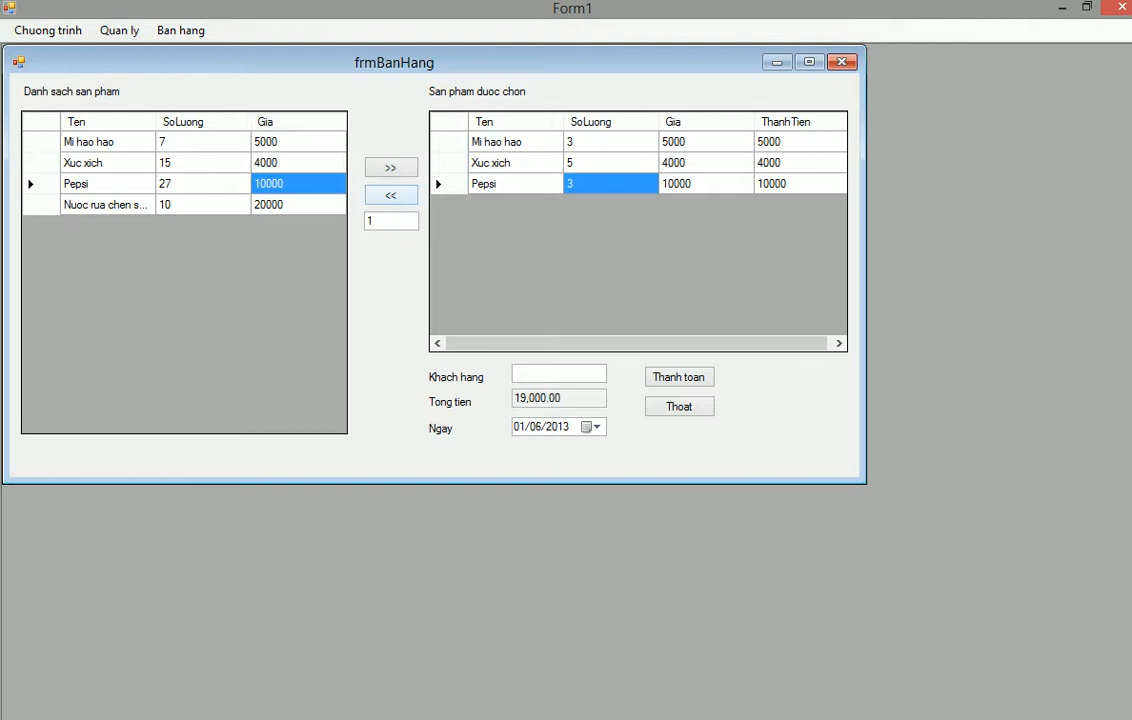 Form1
Chuong trinh Quan ly Ban hang
frmBanHang
Danh sach san pham
Ten SoLuong Gia
Mi hao hao 7 5000
Xuc xich 15 4000
Pepsi 27 10000
Nuoc rua chen s... 10 20000
>>
<<
1
San pham duoc chon
Ten SoLuong Gia ThanhTien
Mi hao hao 3 5000 5000
Xuc xich 5 4000 4000
Pepsi 3 10000 10000
Khach hang
Thanh toan
Tong tien 19,000.00
Thoat
Ngay 01/06/2013